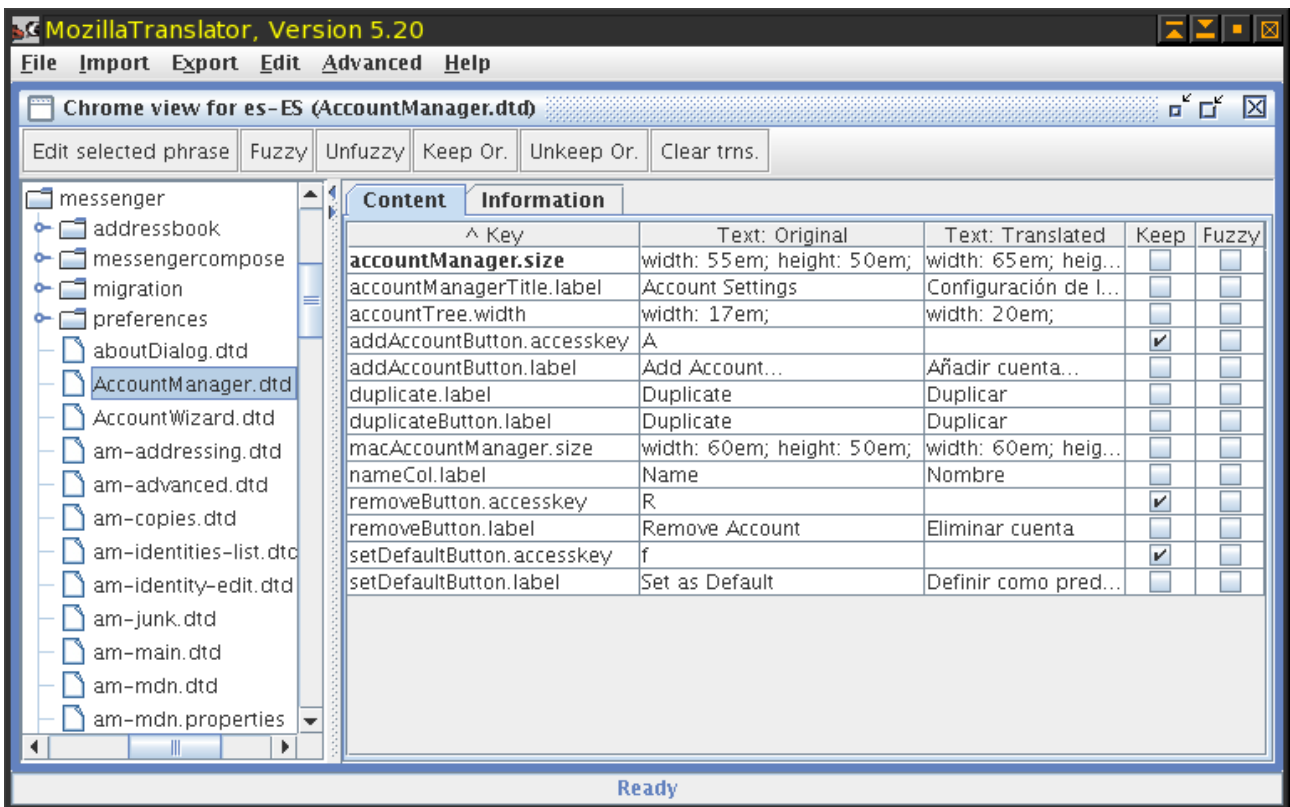 MozillaTranslator, Version 5.20
File Import Export Edit Advanced Help
Chrome view for es-ES (AccountManager.dtd)
Edit selected phrase Fuzzy Unfuzzy Keep Or. Unkeep Or. Clear trns.
messenger
addressbook
messengercompose
migration
preferences
aboutDialog.dtd
AccountManager.dtd
AccountWizard.dtd
am-addressing.dtd
am-advanced.dtd
am-copies.dtd
am-identities-list.dtd
am-identity-edit.dtd
am-junk.dtd
am-main.dtd
am-mdn.dtd
am-mdn.properties
Content Information
^ Key Text: Original Text: Translated Keep Fuzzy
accountManager.size width: 55em; height: 50em; width: 65em; heig...
accountManagerTitle.label Account Settings Configuración de l...
accountTree.width width: 17em; width: 20em;
addAccountButton.accesskey A
addAccountButton.label Add Account... Añadir cuenta...
duplicate.label Duplicate Duplicar
duplicateButton.label Duplicate Duplicar
macAccountManager.size width: 60em; height: 50em; width: 60em; heig...
nameCol.label Name Nombre
removeButton.accesskey R
removeButton.label Remove Account Eliminar cuenta
setDefaultButton.accesskey f
setDefaultButton.label Set as Default Definir como pred...
Ready